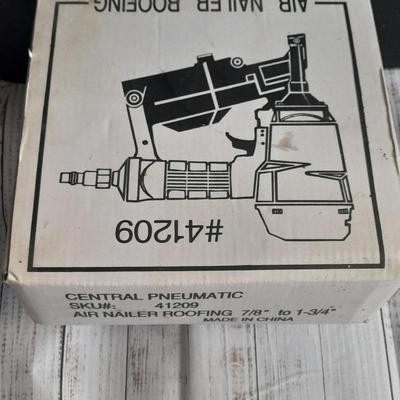 AIR NAILER ROOFING
#41209
CENTRAL PNEUMATIC
SKU#: 41209
AIR NAILER ROOFING 7/8" to 1-3/4"
MADE IN CHINA